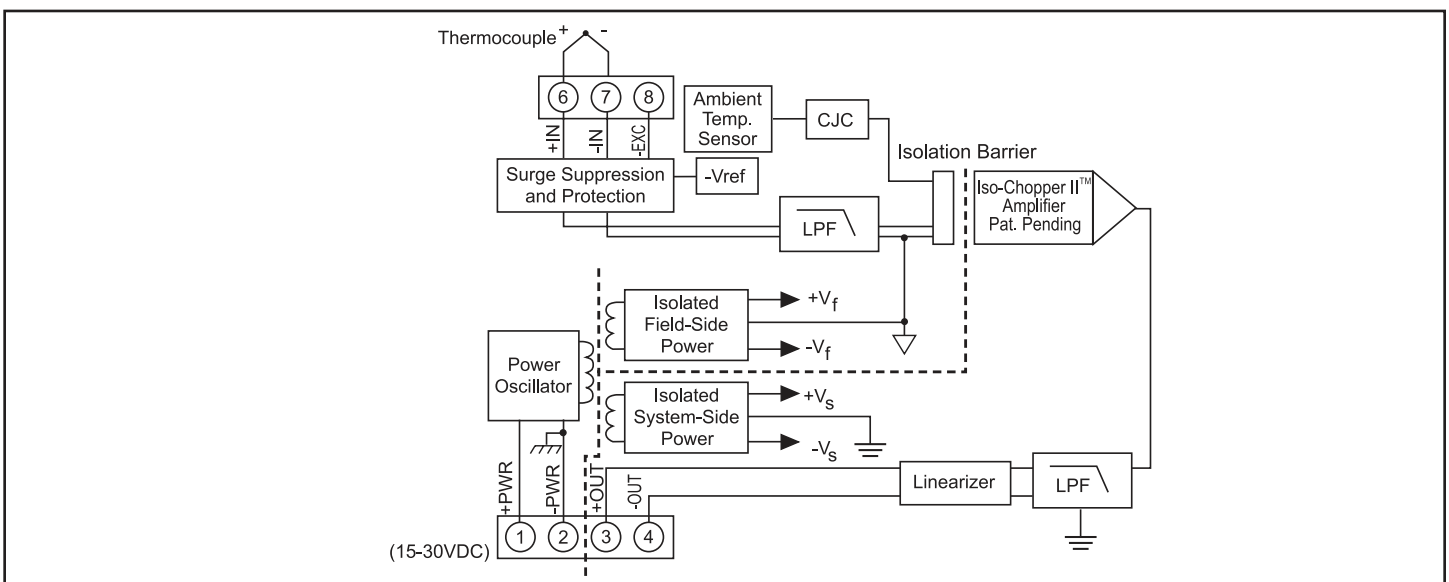 Thermocouple + -
6 7 8
+IN -IN -EXC
Ambient
Temp.
Sensor
CJC
Isolation Barrier
Surge Suppression
and Protection
-Vref
LPF
Iso-Chopper II™
Amplifier
Pat. Pending
Isolated
Field-Side
Power
+Vf
-Vf
Power
Oscillator
Isolated
System-Side
Power
+Vs
-Vs
Linearizer
LPF
+PWR -PWR +OUT -OUT
(15-30VDC) 1 2 3 4